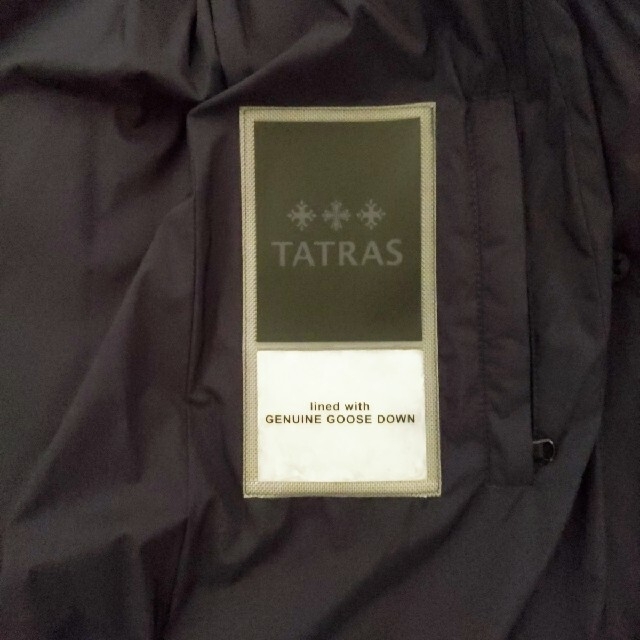 TATRAS
lined with
GENUINE GOOSE DOWN